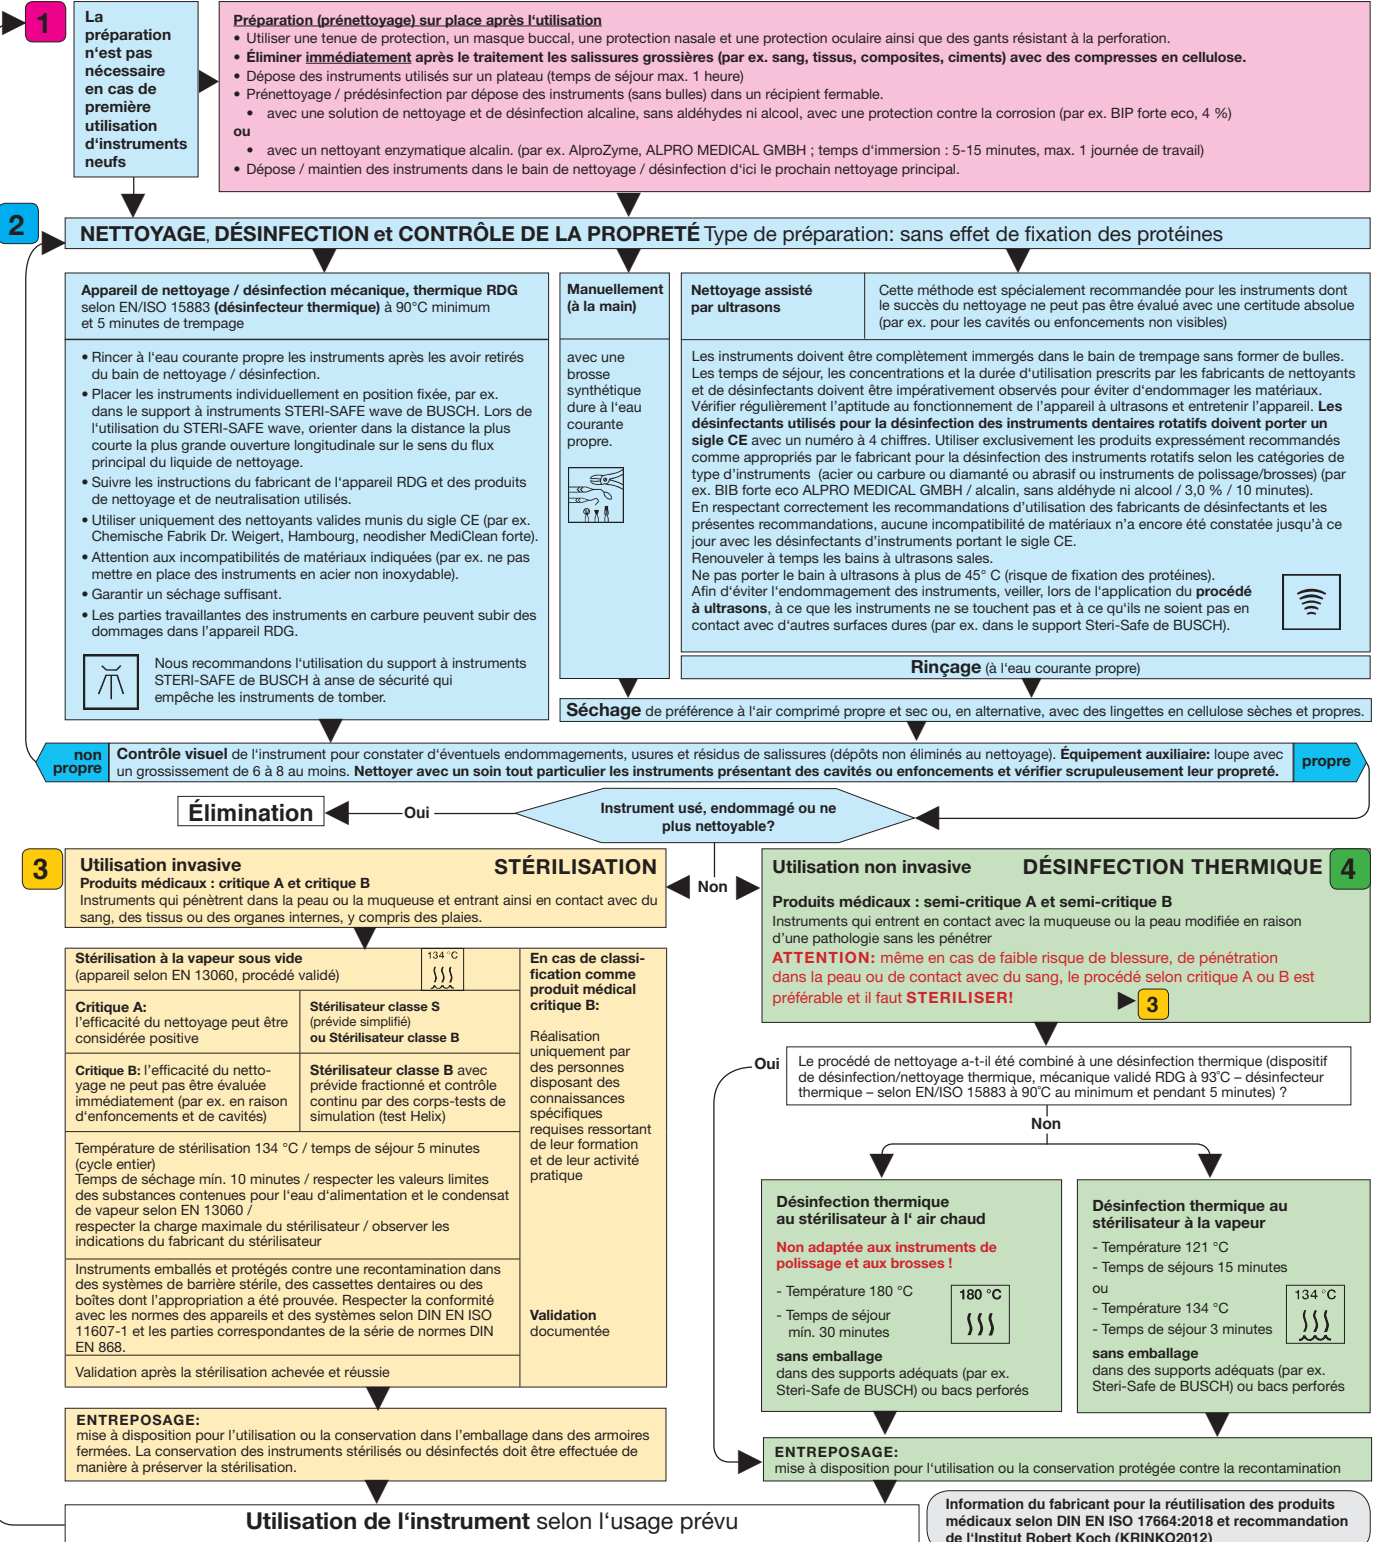 1
La
préparation
n'est pas
nécessaire
en cas de
première
utilisation
d'instruments
neufs
Préparation (prénettoyage) sur place après l'utilisation
• Utiliser une tenue de protection, un masque buccal, une protection nasale et une protection oculaire ainsi que des gants résistant à la perforation.
• Éliminer immédiatement après le traitement les salissures grossières (par ex. sang, tissus, composites, ciments) avec des compresses en cellulose.
• Dépose des instruments utilisés sur un plateau (temps de séjour max. 1 heure)
• Prénettoyage / prédésinfection par dépose des instruments (sans bulles) dans un récipient fermable.
• avec une solution de nettoyage et de désinfection alcaline, sans aldéhydes ni alcool, avec une protection contre la corrosion (par ex. BIP forte eco, 4 %)
ou
• avec un nettoyant enzymatique alcalin. (par ex. AlproZyme, ALPRO MEDICAL GMBH ; temps d'immersion : 5-15 minutes, max. 1 journée de travail)
• Dépose / maintien des instruments dans le bain de nettoyage / désinfection d'ici le prochain nettoyage principal.
2
NETTOYAGE, DÉSINFECTION et CONTRÔLE DE LA PROPRETÉ Type de préparation: sans effet de fixation des protéines
Appareil de nettoyage / désinfection mécanique, thermique RDG
selon EN/ISO 15883 (désinfecteur thermique) à 90°C minimum
et 5 minutes de trempage
• Rincer à l'eau courante propre les instruments après les avoir retirés
du bain de nettoyage / désinfection.
• Placer les instruments individuellement en position fixée, par ex.
dans le support à instruments STERI-SAFE wave de BUSCH. Lors de
l'utilisation du STERI-SAFE wave, orienter dans la distance la plus
courte la plus grande ouverture longitudinale sur le sens du flux
principal du liquide de nettoyage.
• Suivre les instructions du fabricant de l'appareil RDG et des produits
de nettoyage et de neutralisation utilisés.
• Utiliser uniquement des nettoyants valides munis du sigle CE (par ex.
Chemische Fabrik Dr. Weigert, Hambourg, neodisher MediClean forte).
• Attention aux incompatibilités de matériaux indiquées (par ex. ne pas
mettre en place des instruments en acier non inoxydable).
• Garantir un séchage suffisant.
• Les parties travaillantes des instruments en carbure peuvent subir des
dommages dans l'appareil RDG.
Nous recommandons l'utilisation du support à instruments
STERI-SAFE de BUSCH à anse de sécurité qui
empêche les instruments de tomber.
Manuellement
(à la main)
avec une
brosse
synthétique
dure à l'eau
courante
propre.
Nettoyage assisté
par ultrasons
Cette méthode est spécialement recommandée pour les instruments dont
le succès du nettoyage ne peut pas être évalué avec une certitude absolue
(par ex. pour les cavités ou enfoncements non visibles)
Les instruments doivent être complètement immergés dans le bain de trempage sans former de bulles.
Les temps de séjour, les concentrations et la durée d'utilisation prescrits par les fabricants de nettoyants
et de désinfectants doivent être impérativement observés pour éviter d'endommager les matériaux.
Vérifier régulièrement l'aptitude au fonctionnement de l'appareil à ultrasons et entretenir l'appareil. Les
désinfectants utilisés pour la désinfection des instruments dentaires rotatifs doivent porter un
sigle CE avec un numéro à 4 chiffres. Utiliser exclusivement les produits expressément recommandés
comme appropriés par le fabricant pour la désinfection des instruments rotatifs selon les catégories de
type d'instruments (acier ou carbure ou diamanté ou abrasif ou instruments de polissage/brosses) (par
ex. BIB forte eco ALPRO MEDICAL GMBH / alcalin, sans aldéhyde ni alcool / 3,0 % / 10 minutes).
En respectant correctement les recommandations d'utilisation des fabricants de désinfectants et les
présentes recommandations, aucune incompatibilité de matériaux n'a encore été constatée jusqu'à ce
jour avec les désinfectants d'instruments portant le sigle CE.
Renouveler à temps les bains à ultrasons sales.
Ne pas porter le bain à ultrasons à plus de 45° C (risque de fixation des protéines).
Afin d'éviter l'endommagement des instruments, veiller, lors de l'application du procédé
à ultrasons, à ce que les instruments ne se touchent pas et à ce qu'ils ne soient pas en
contact avec d'autres surfaces dures (par ex. dans le support Steri-Safe de BUSCH).
Rinçage (à l'eau courante propre)
Séchage de préférence à l'air comprimé propre et sec ou, en alternative, avec des lingettes en cellulose sèches et propres.
non
propre
Contrôle visuel de l'instrument pour constater d'éventuels endommagements, usures et résidus de salissures (dépôts non éliminés au nettoyage). Équipement auxiliaire: loupe avec
un grossissement de 6 à 8 au moins. Nettoyer avec un soin tout particulier les instruments présentant des cavités ou enfoncements et vérifier scrupuleusement leur propreté.
propre
Élimination
Oui
Instrument usé, endommagé ou ne
plus nettoyable?
Non
3
Utilisation invasive STÉRILISATION
Produits médicaux : critique A et critique B
Instruments qui pénètrent dans la peau ou la muqueuse et entrant ainsi en contact avec du
sang, des tissus ou des organes internes, y compris des plaies.
Stérilisation à la vapeur sous vide
(appareil selon EN 13060, procédé validé)
134 °C
Critique A:
l'efficacité du nettoyage peut être
considérée positive
Stérilisateur classe S
(prévide simplifié)
ou Stérilisateur classe B
Critique B: l'efficacité du netto-
yage ne peut pas être évaluée
immédiatement (par ex. en raison
d'enfoncements et de cavités)
Stérilisateur classe B avec
prévide fractionné et contrôle
continu par des corps-tests de
simulation (test Helix)
Température de stérilisation 134 °C / temps de séjour 5 minutes
(cycle entier)
Temps de séchage mín. 10 minutes / respecter les valeurs limites
des substances contenues pour l'eau d'alimentation et le condensat
de vapeur selon EN 13060 /
respecter la charge maximale du stérilisateur / observer les
indications du fabricant du stérilisateur
Instruments emballés et protégés contre une recontamination dans
des systèmes de barrière stérile, des cassettes dentaires ou des
boîtes dont l'appropriation a été prouvée. Respecter la conformité
avec les normes des appareils et des systèmes selon DIN EN ISO
11607-1 et les parties correspondantes de la série de normes DIN
EN 868.
Validation après la stérilisation achevée et réussie
En cas de classi-
fication comme
produit médical
critique B:
Réalisation
uniquement par
des personnes
disposant des
connaissances
spécifiques
requises ressortant
de leur formation
et de leur activité
pratique
Validation
documentée
ENTREPOSAGE:
mise à disposition pour l'utilisation ou la conservation dans l'emballage dans des armoires
fermées. La conservation des instruments stérilisés ou désinfectés doit être effectuée de
manière à préserver la stérilisation.
Utilisation non invasive DÉSINFECTION THERMIQUE 4
Produits médicaux : semi-critique A et semi-critique B
Instruments qui entrent en contact avec la muqueuse ou la peau modifiée en raison
d'une pathologie sans les pénétrer
ATTENTION: même en cas de faible risque de blessure, de pénétration
dans la peau ou de contact avec du sang, le procédé selon critique A ou B est
préférable et il faut STERILISER!
3
Oui
Le procédé de nettoyage a-t-il été combiné à une désinfection thermique (dispositif
de désinfection/nettoyage thermique, mécanique validé RDG à 93°C – désinfecteur
thermique – selon EN/ISO 15883 à 90°C au minimum et pendant 5 minutes) ?
Non
Désinfection thermique
au stérilisateur à l' air chaud
Non adaptée aux instruments de
polissage et aux brosses !
- Température 180 °C
- Temps de séjour
mín. 30 minutes
180 °C
sans emballage
dans des supports adéquats (par ex.
Steri-Safe de BUSCH) ou bacs perforés
Désinfection thermique au
stérilisateur à la vapeur
- Température 121 °C
- Temps de séjours 15 minutes
ou
- Température 134 °C
- Temps de séjour 3 minutes
134 °C
sans emballage
dans des supports adéquats (par ex.
Steri-Safe de BUSCH) ou bacs perforés
ENTREPOSAGE:
mise à disposition pour l'utilisation ou la conservation protégée contre la recontamination
Utilisation de l'instrument selon l'usage prévu
Information du fabricant pour la réutilisation des produits
médicaux selon DIN EN ISO 17664:2018 et recommandation
de l'Institut Robert Koch (KRINKO2012)